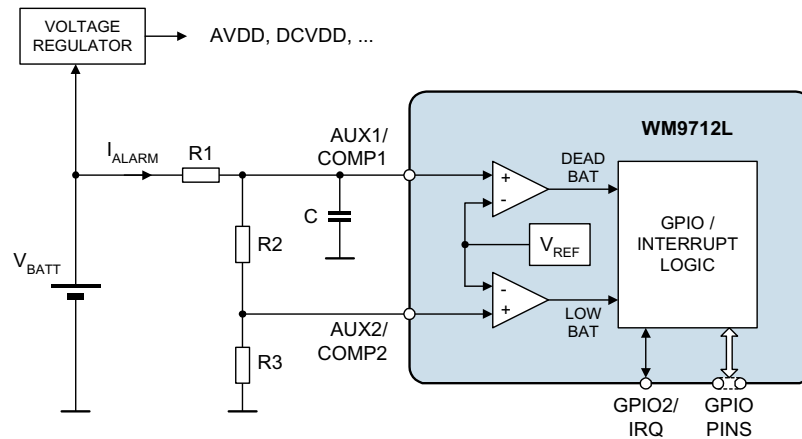 VOLTAGE
REGULATOR
AVDD, DCVDD, ...
I_ALARM
R1
AUX1/
COMP1
WM9712L
DEAD
BAT
+
-
C
R2
V_REF
GPIO /
INTERRUPT
LOGIC
V_BATT
-
+
LOW
BAT
AUX2/
COMP2
R3
GPIO2/
IRQ
GPIO
PINS